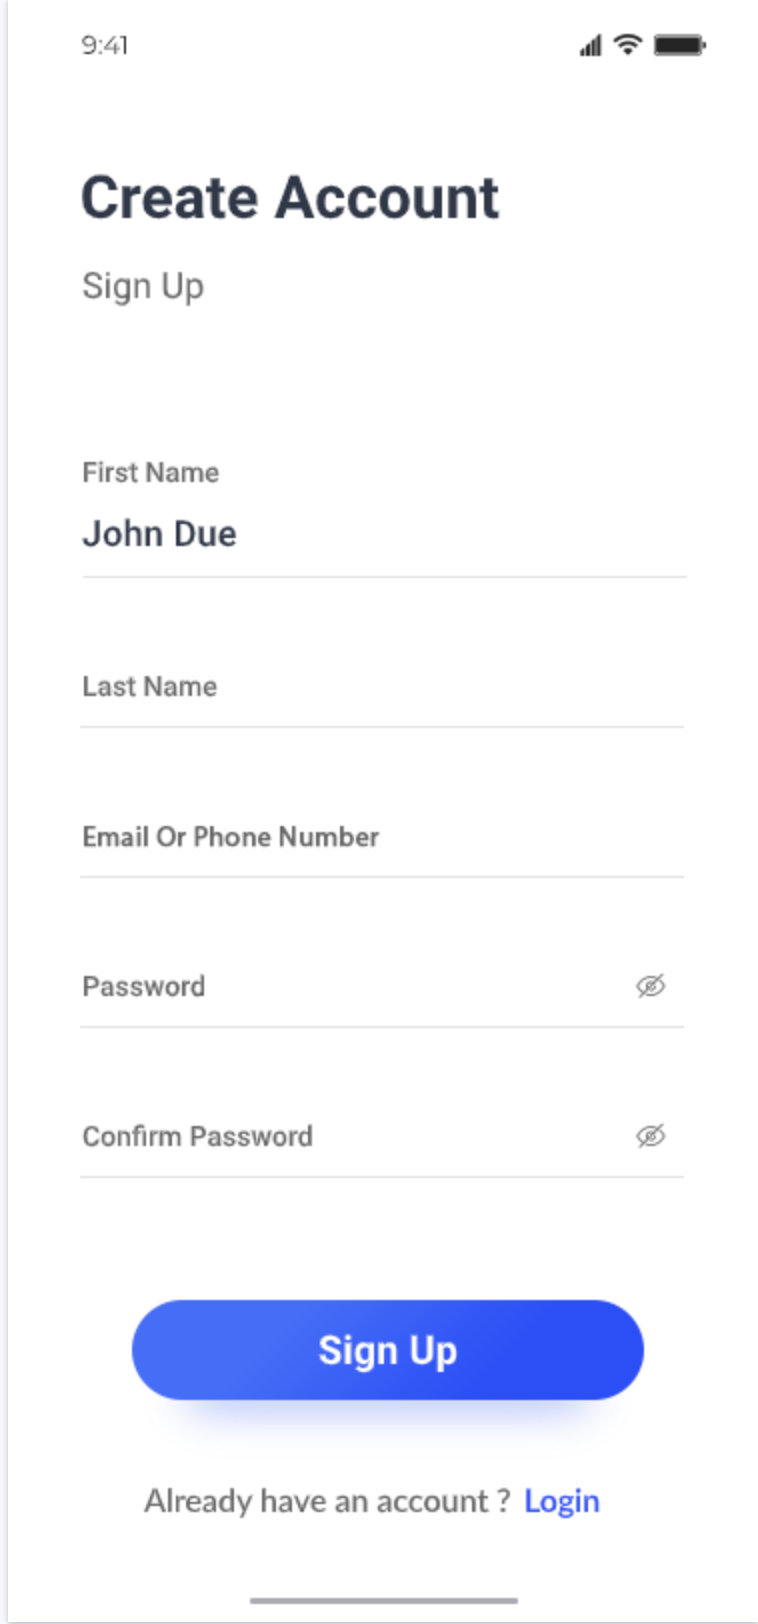 9:41
Create Account
Sign Up
First Name
John Due
Last Name
Email Or Phone Number
Password
Confirm Password
Sign Up
Already have an account ? Login